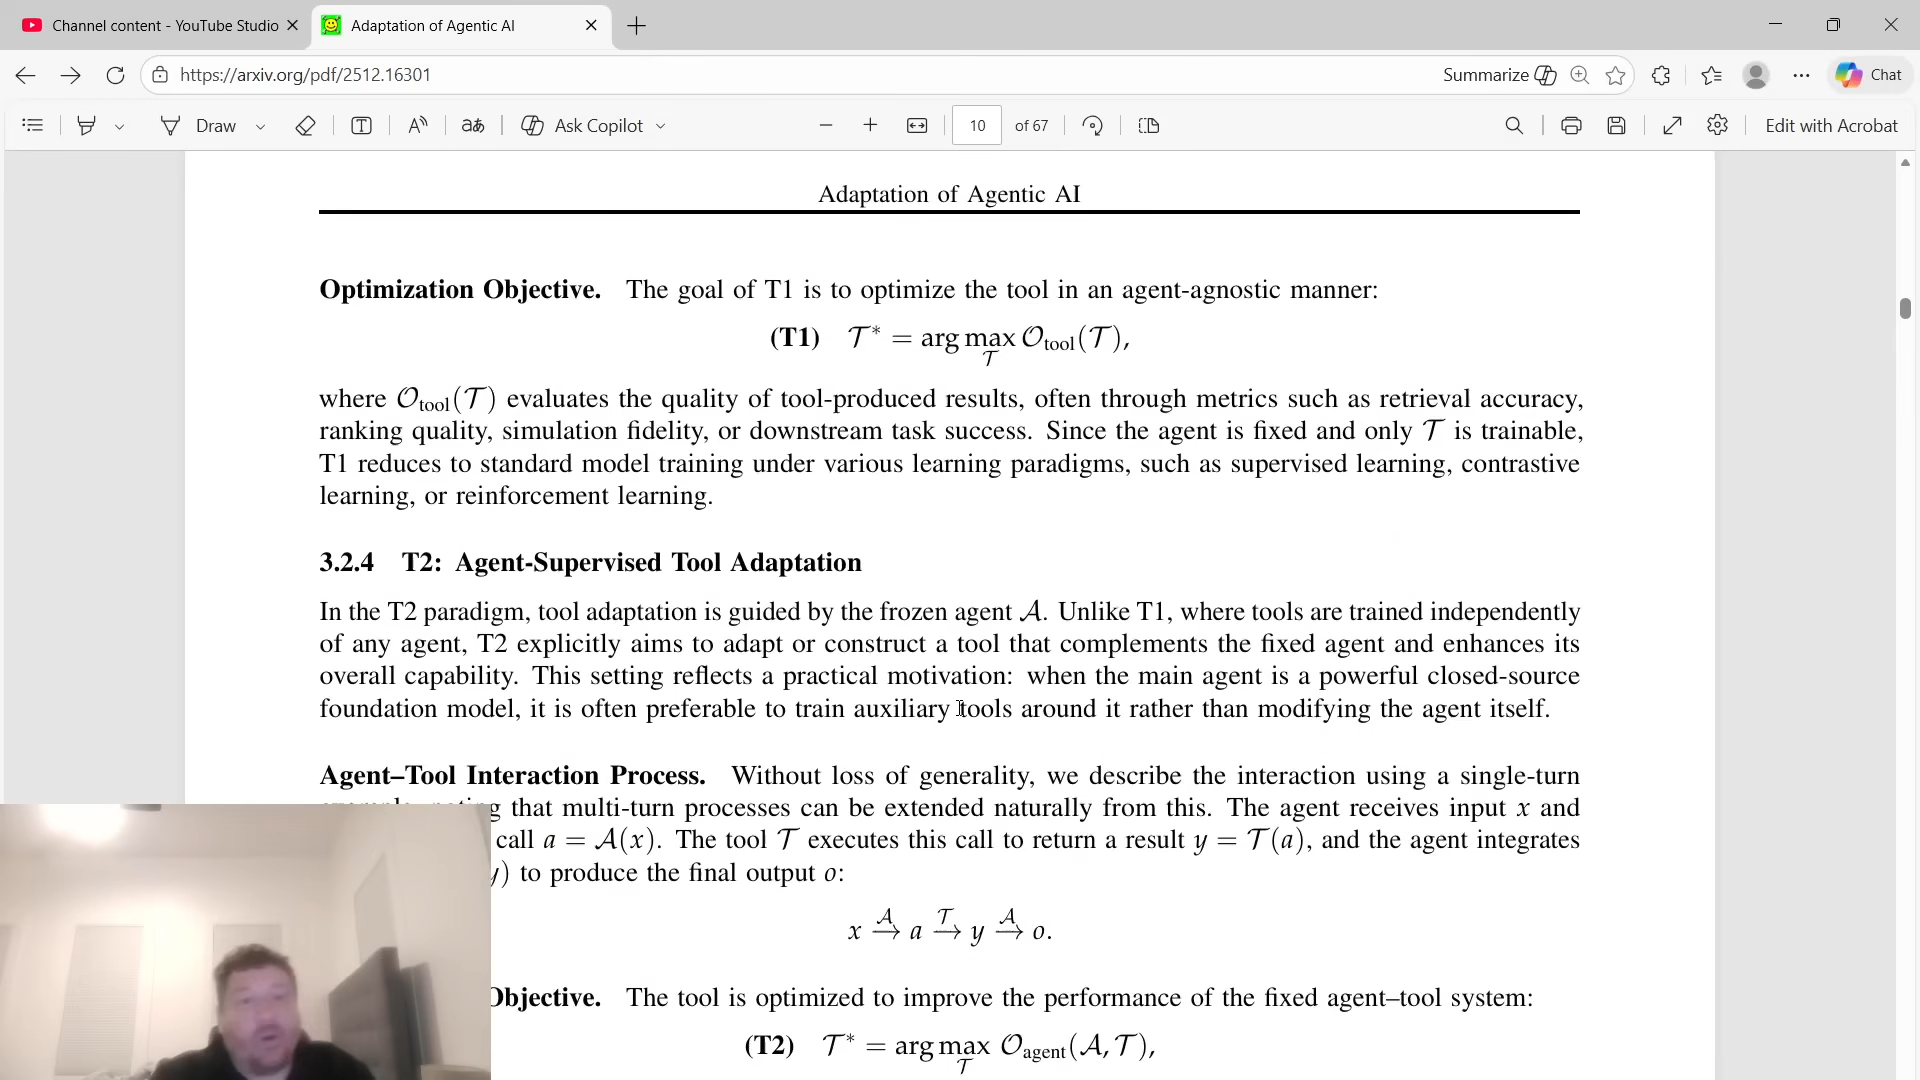 Channel content - YouTube Studio
Adaptation of Agentic AI
https://arxiv.org/pdf/2512.16301
Summarize
Chat
Draw
Ask Copilot
10 of 67
Edit with Acrobat
Adaptation of Agentic AI
Optimization Objective. The goal of T1 is to optimize the tool in an agent-agnostic manner:
(T1) 𝒯* = arg max 𝒪tool(𝒯),
𝒯
where 𝒪tool(𝒯) evaluates the quality of tool-produced results, often through metrics such as retrieval accuracy,
ranking quality, simulation fidelity, or downstream task success. Since the agent is fixed and only 𝒯 is trainable,
T1 reduces to standard model training under various learning paradigms, such as supervised learning, contrastive
learning, or reinforcement learning.
3.2.4 T2: Agent-Supervised Tool Adaptation
In the T2 paradigm, tool adaptation is guided by the frozen agent 𝒜. Unlike T1, where tools are trained independently
of any agent, T2 explicitly aims to adapt or construct a tool that complements the fixed agent and enhances its
overall capability. This setting reflects a practical motivation: when the main agent is a powerful closed-source
foundation model, it is often preferable to train auxiliary tools around it rather than modifying the agent itself.
Agent–Tool Interaction Process. Without loss of generality, we describe the interaction using a single-turn
that multi-turn processes can be extended naturally from this. The agent receives input x and
call a = 𝒜(x). The tool 𝒯 executes this call to return a result y = 𝒯(a), and the agent integrates
y) to produce the final output o:
x 𝒜→ a 𝒯→ y 𝒜→ o.
Objective. The tool is optimized to improve the performance of the fixed agent–tool system:
(T2) 𝒯* = arg max 𝒪agent(𝒜, 𝒯),
𝒯